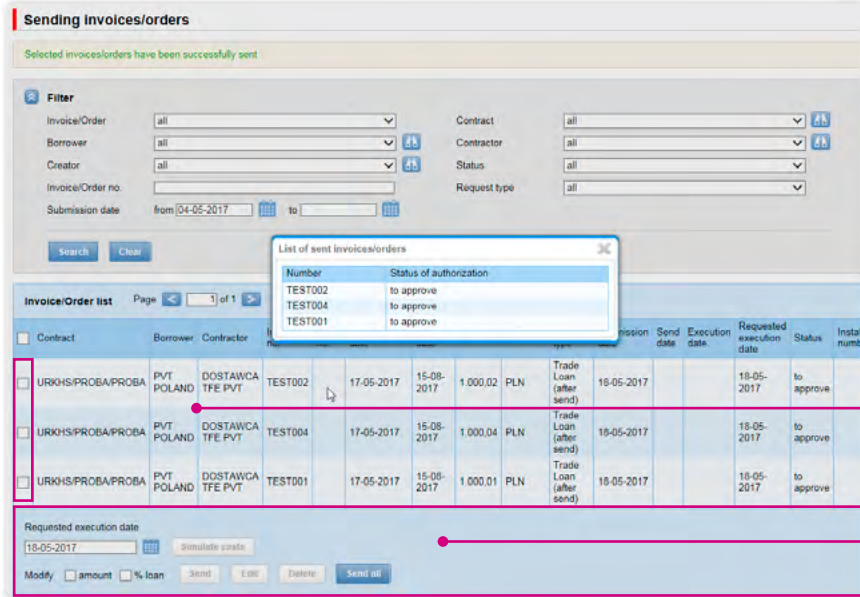 Sending invoices/orders
Selected invoices/orders have been successfully sent
Filter
Invoice/Order all Contract all
Borrower all Contractor all
Creator all Status all
Invoice/Order no. Request type all
Submission date from 04-05-2017 to
Search Clear
List of sent invoices/orders
Number Status of authorization
TEST002 to approve
TEST004 to approve
TEST001 to approve
Invoice/Order list Page 1 of 1
Contract Borrower Contractor Send date Execution date Requested execution date Status
URKHS/PROBA/PROBA PVT POLAND DOSTAWCA TFE PVT TEST002 17-05-2017 15-08-2017 1.000,02 PLN Trade Loan (after send) 18-05-2017 18-05-2017 to approve
URKHS/PROBA/PROBA PVT POLAND DOSTAWCA TFE PVT TEST004 17-05-2017 15-08-2017 1.000,04 PLN Trade Loan (after send) 18-05-2017 18-05-2017 to approve
URKHS/PROBA/PROBA PVT POLAND DOSTAWCA TFE PVT TEST001 17-05-2017 15-08-2017 1.000,01 PLN Trade Loan (after send) 18-05-2017 18-05-2017 to approve
Requested execution date
18-05-2017 Simulate costs
Modify amount % loan Send Edit Delete Send all